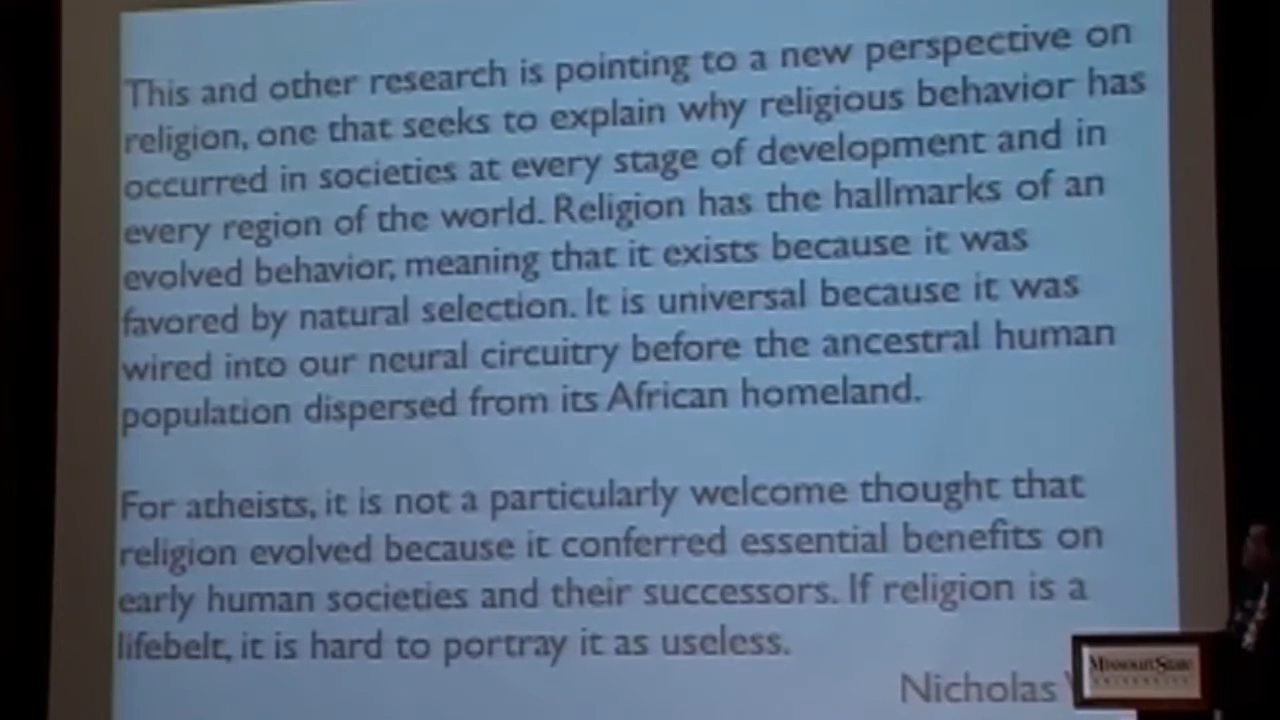 This and other research is pointing to a new perspective on
religion, one that seeks to explain why religious behavior has
occurred in societies at every stage of development and in
every region of the world. Religion has the hallmarks of an
evolved behavior, meaning that it exists because it was
favored by natural selection. It is universal because it was
wired into our neural circuitry before the ancestral human
population dispersed from its African homeland.
For atheists, it is not a particularly welcome thought that
religion evolved because it conferred essential benefits on
early human societies and their successors. If religion is a
lifebelt, it is hard to portray it as useless.
Nicholas
Missouri State
UNIVERSITY